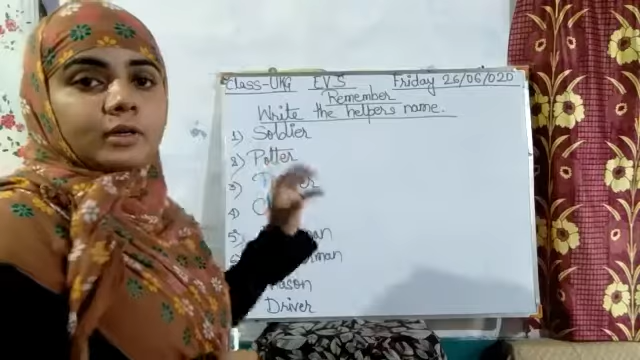 Class-UKG EVS Friday 26/06/020
Remember
Write the helpers name.
1) Soldier
2) Potter
3)
4)
5)
Mason
Driver